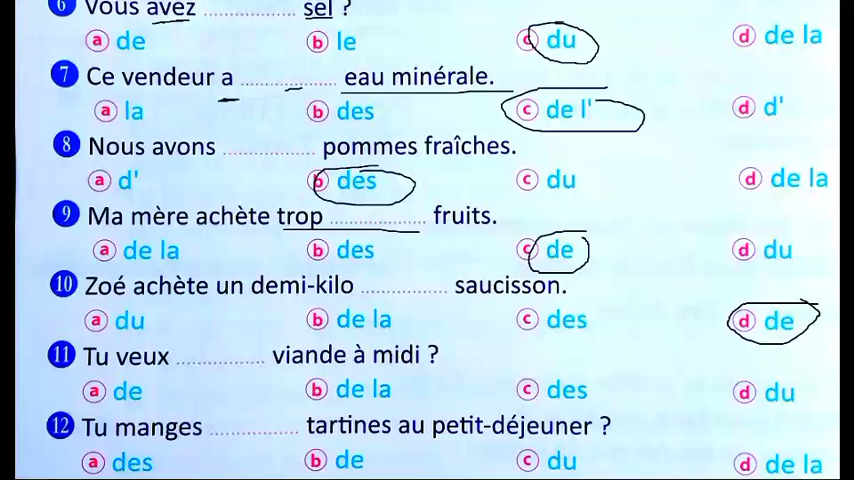 6 Vous avez ............... sel ?
a de b le c du d de la
7 Ce vendeur a ............... eau minérale.
a la b des c de l' d d'
8 Nous avons ............... pommes fraîches.
a d' b des c du d de la
9 Ma mère achète trop ............... fruits.
a de la b des c de d du
10 Zoé achète un demi-kilo ............... saucisson.
a du b de la c des d de
11 Tu veux ............... viande à midi ?
a de b de la c des d du
12 Tu manges ............... tartines au petit-déjeuner ?
a des b de c du d de la